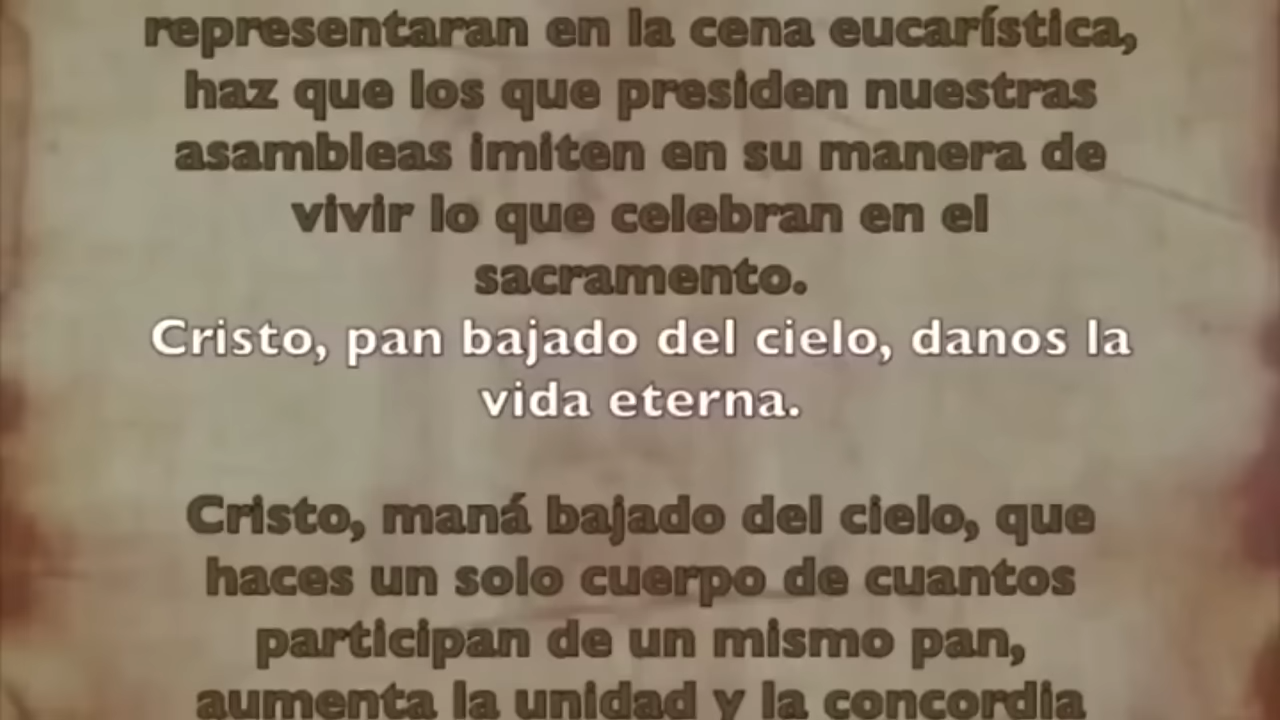 representaran en la cena eucarística,
haz que los que presiden nuestras
asambleas imiten en su manera de
vivir lo que celebran en el
sacramento.
Cristo, pan bajado del cielo, danos la
vida eterna.
Cristo, maná bajado del cielo, que
haces un solo cuerpo de cuantos
participan de un mismo pan,
aumenta la unidad y la concordia